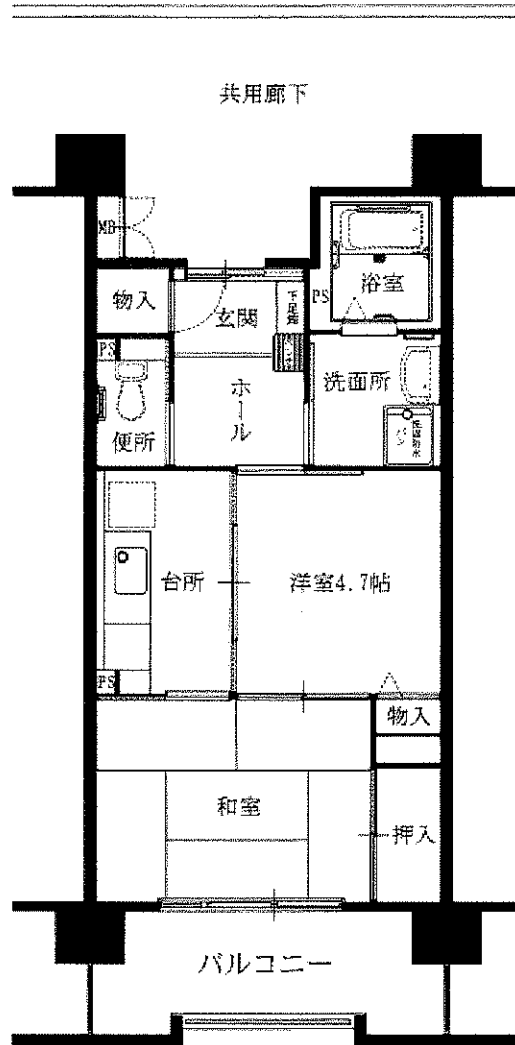 共用廊下
MB
物入
玄関
下足箱
PS
浴室
PS
ホール
洗面所
便所
台所
洋室4.7帖
PS
物入
和室
押入
バルコニー